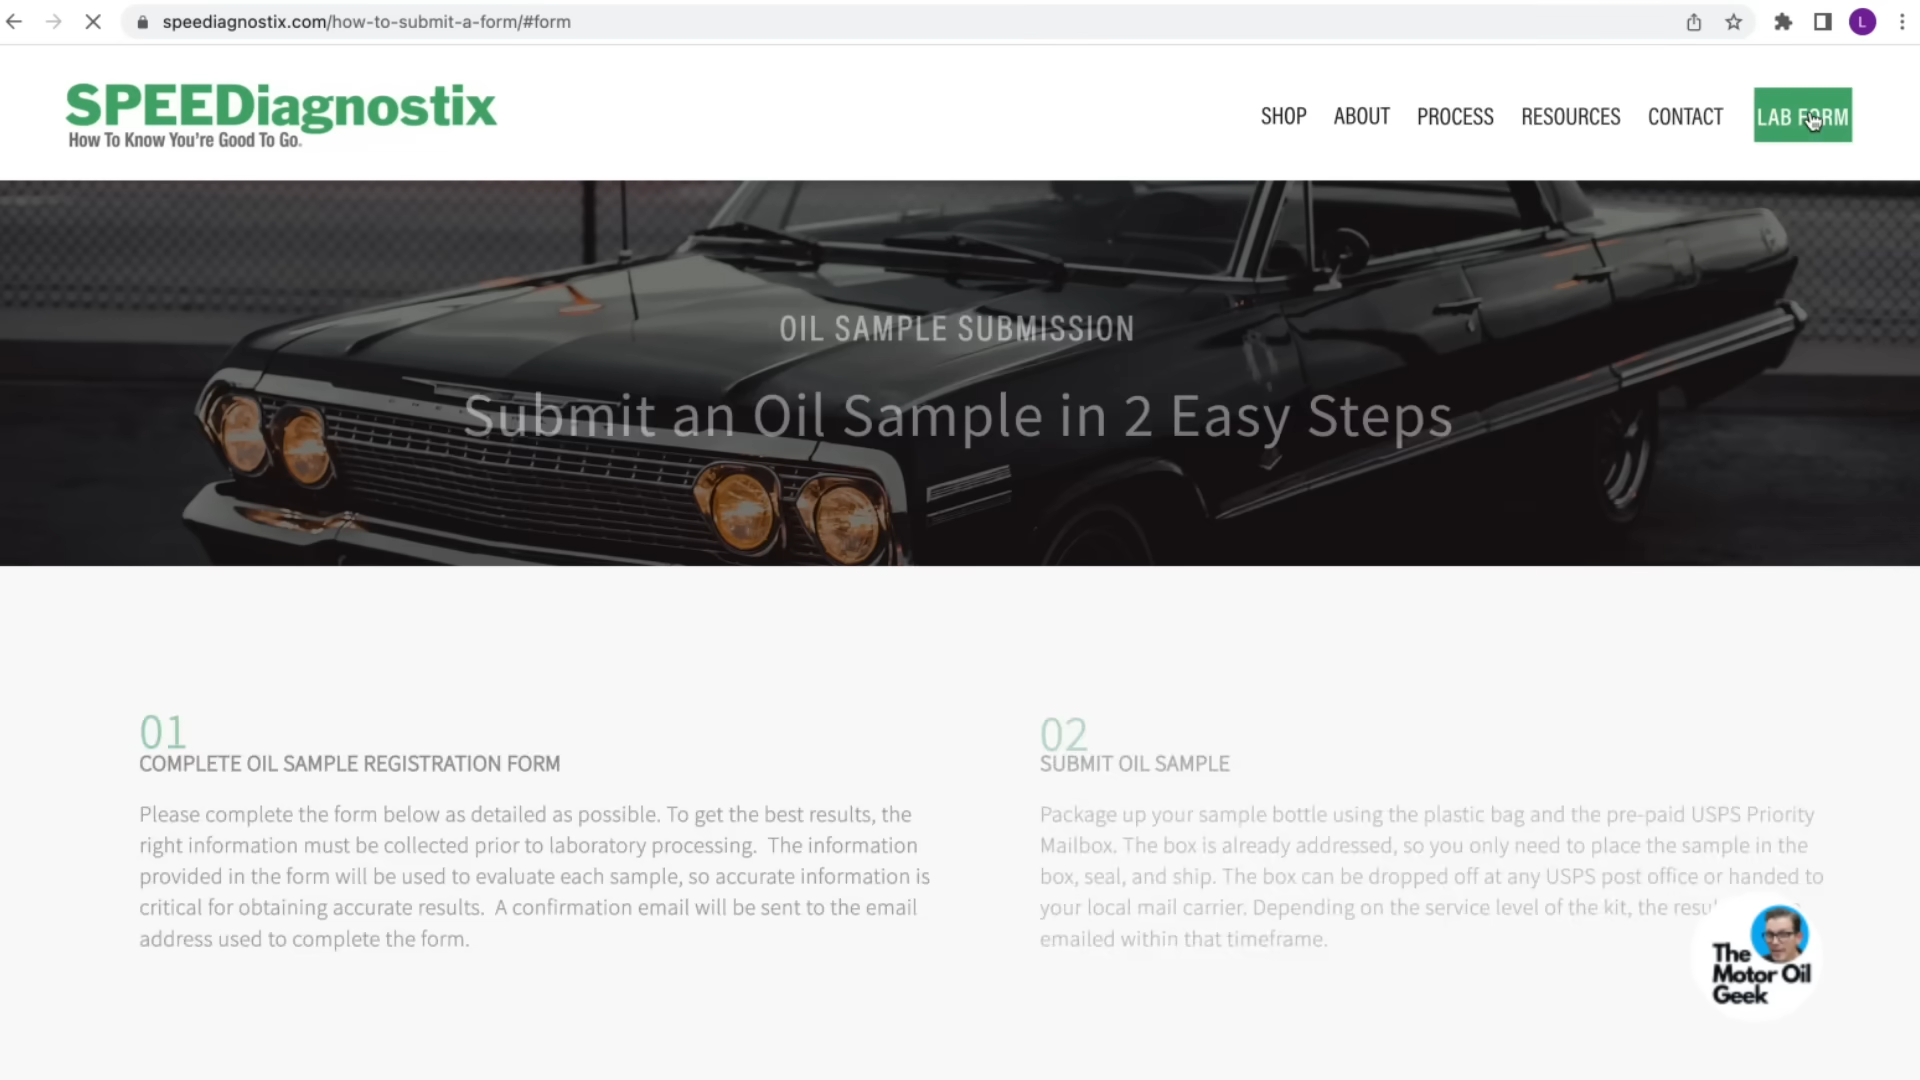 speediagnostix.com/how-to-submit-a-form/#form
L
SPEEDiagnostix
How To Know You're Good To Go.
SHOP ABOUT PROCESS RESOURCES CONTACT LAB FORM
OIL SAMPLE SUBMISSION
Submit an Oil Sample in 2 Easy Steps
01
COMPLETE OIL SAMPLE REGISTRATION FORM
Please complete the form below as detailed as possible. To get the best results, the
right information must be collected prior to laboratory processing. The information
provided in the form will be used to evaluate each sample, so accurate information is
critical for obtaining accurate results. A confirmation email will be sent to the email
address used to complete the form.
02
SUBMIT OIL SAMPLE
Package up your sample bottle using the plastic bag and the pre-paid USPS Priority
Mailbox. The box is already addressed, so you only need to place the sample in the
box, seal, and ship. The box can be dropped off at any USPS post office or handed to
your local mail carrier. Depending on the service level of the kit, the
emailed within that timeframe.
The
Motor Oil
Geek